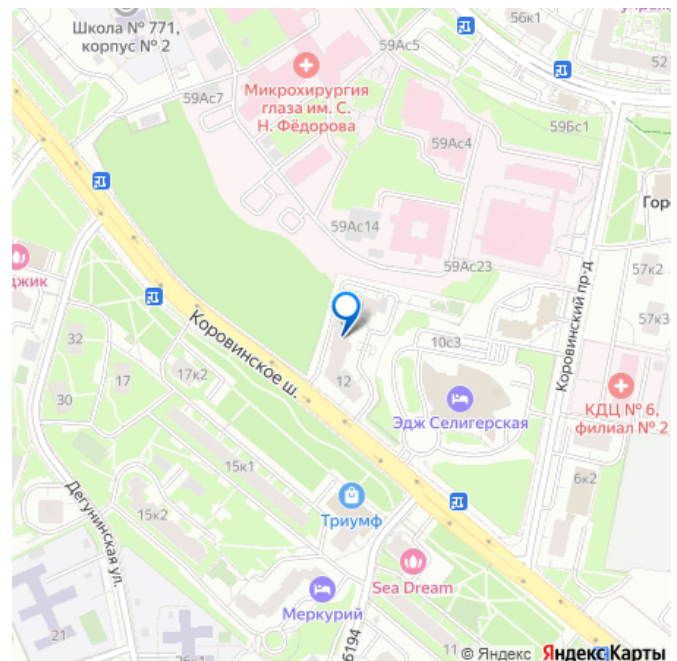 56к1
Школа № 771,
корпус № 2
59Ас5
52
Микрохирургия
глаза им. С.
Н. Фёдорова
59Ас7
59Бс1
59Ас4
Гор
59Ас14
59Ас23
57к2
джик
Коровинский пр-д
57к3
Коровинское ш.
32
10с3
17к2
17
12
30
КДЦ № 6,
филиал № 2
Эдж Селигерская
15к1
6к2
Дегунинская ул.
15к2
Триумф
Sea Dream
Меркурий
6194
21
11
26к1
© Яндекс Яндекс Карты